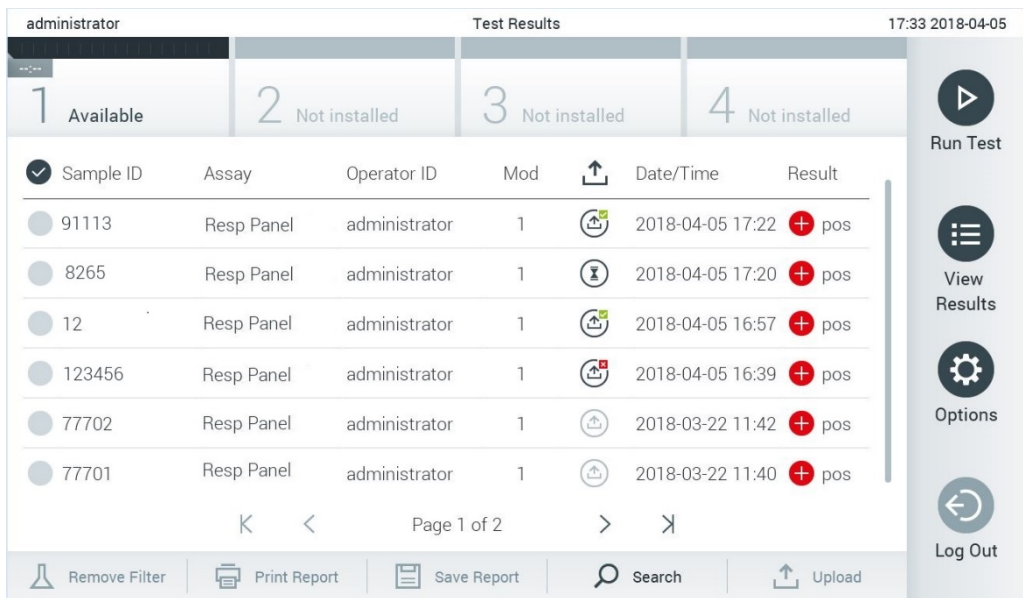 administrator Test Results 17:33 2018-04-05
--:--
1 Available 2 Not installed 3 Not installed 4 Not installed
Run Test
Sample ID Assay Operator ID Mod Date/Time Result
91113 Resp Panel administrator 1 2018-04-05 17:22 pos
8265 Resp Panel administrator 1 2018-04-05 17:20 pos
View
Results
12 Resp Panel administrator 1 2018-04-05 16:57 pos
123456 Resp Panel administrator 1 2018-04-05 16:39 pos
77702 Resp Panel administrator 1 2018-03-22 11:42 pos
Options
77701 Resp Panel administrator 1 2018-03-22 11:40 pos
Page 1 of 2
Log Out
Remove Filter Print Report Save Report Search Upload